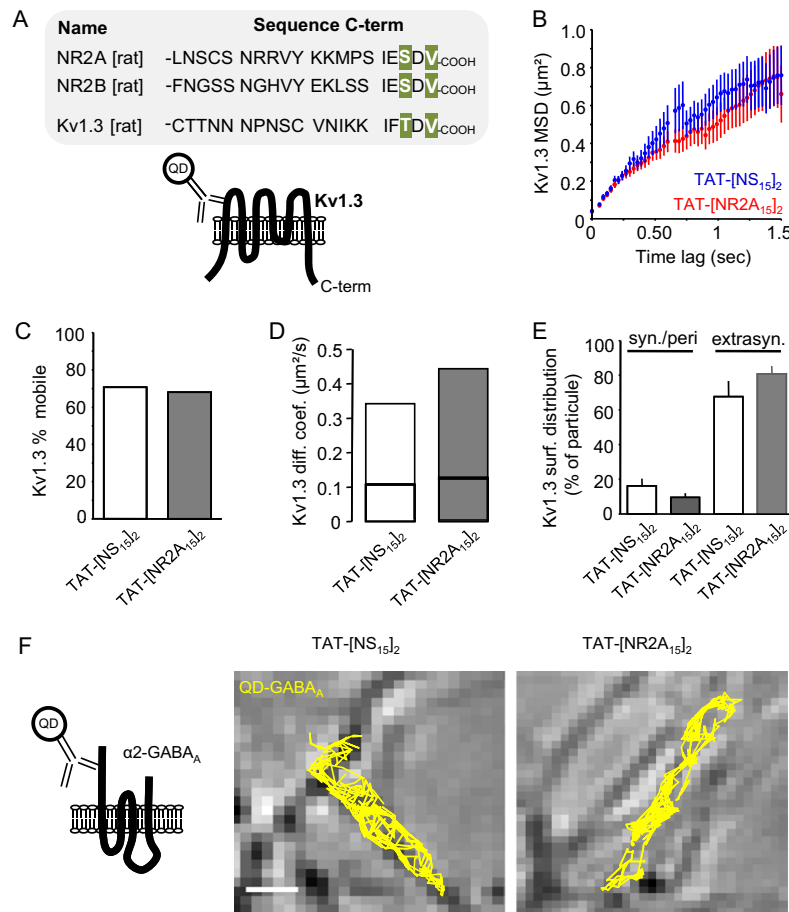 A
Name Sequence C-term
NR2A [rat] -LNSCS NRRVY KKMPS IESDV-COOH
NR2B [rat] -FNGSS NGHVY EKLSS IESDV-COOH
Kv1.3 [rat] -CTTNN NPNSC VNIKK IFTDV-COOH
QD
Kv1.3
C-term
B
Kv1.3 MSD (µm²)
1.0
0.8
0.6
0.4
0.2
0
TAT-[NS15]2
TAT-[NR2A15]2
0 0.50 1 1.5
Time lag (sec)
C
Kv1.3 % mobile
100
80
60
40
20
0
TAT-[NS15]2
TAT-[NR2A15]2
D
Kv1.3 diff. coef. (µm²/s)
0.5
0.4
0.3
0.2
0.1
0
TAT-[NS15]2
TAT-[NR2A15]2
E
syn./peri extrasyn.
Kv1.3 surf. distribution
(% of particule)
100
80
60
40
20
0
TAT-[NS15]2
TAT-[NR2A15]2
TAT-[NS15]2
TAT-[NR2A15]2
F
TAT-[NS15]2 TAT-[NR2A15]2
QD
α2-GABAA
QD-GABAA